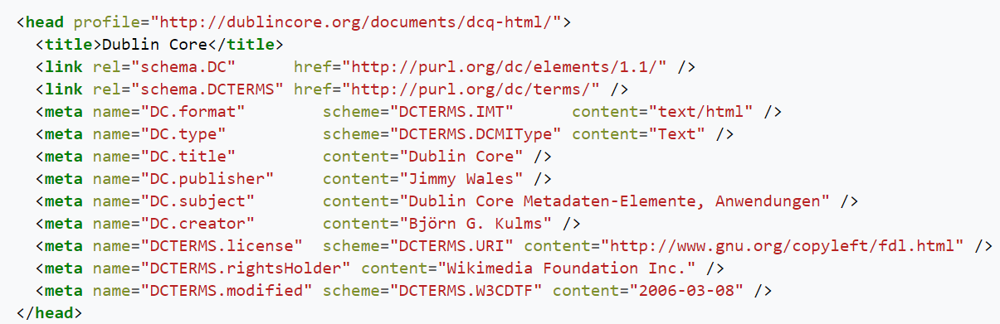 <head profile="http://dublincore.org/documents/dcq-html/">
  <title>Dublin Core</title>
  <link rel="schema.DC"      href="http://purl.org/dc/elements/1.1/" />
  <link rel="schema.DCTERMS" href="http://purl.org/dc/terms/" />
  <meta name="DC.format"        scheme="DCTERMS.IMT"      content="text/html" />
  <meta name="DC.type"          scheme="DCTERMS.DCMIType" content="Text" />
  <meta name="DC.title"         content="Dublin Core" />
  <meta name="DC.publisher"     content="Jimmy Wales" />
  <meta name="DC.subject"       content="Dublin Core Metadaten-Elemente, Anwendungen" />
  <meta name="DC.creator"       content="Björn G. Kulms" />
  <meta name="DCTERMS.license"  scheme="DCTERMS.URI" content="http://www.gnu.org/copyleft/fdl.html" />
  <meta name="DCTERMS.rightsHolder" content="Wikimedia Foundation Inc." />
  <meta name="DCTERMS.modified" scheme="DCTERMS.W3CDTF" content="2006-03-08" />
</head>